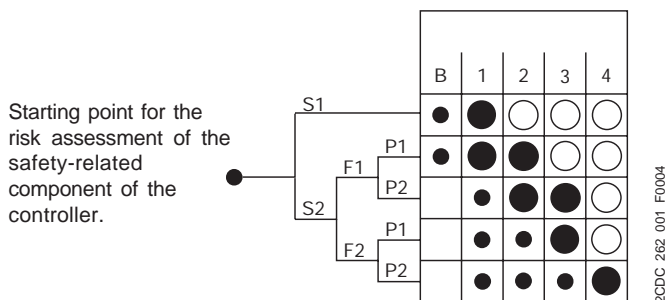 B 1 2 3 4
Starting point for the
risk assessment of the
safety-related
component of the
controller.
S1
S2
F1
F2
P1
P2
P1
P2
2CDC 262 001 F0004